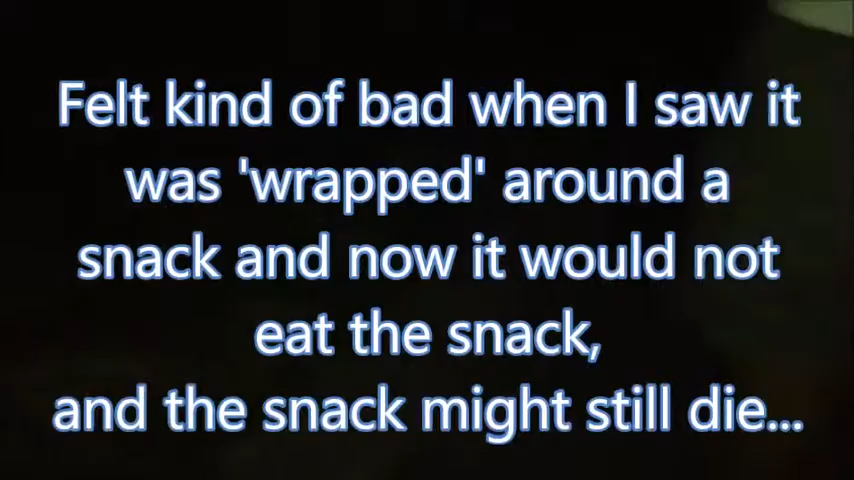 Felt kind of bad when I saw it
was 'wrapped' around a
snack and now it would not
eat the snack,
and the snack might still die...